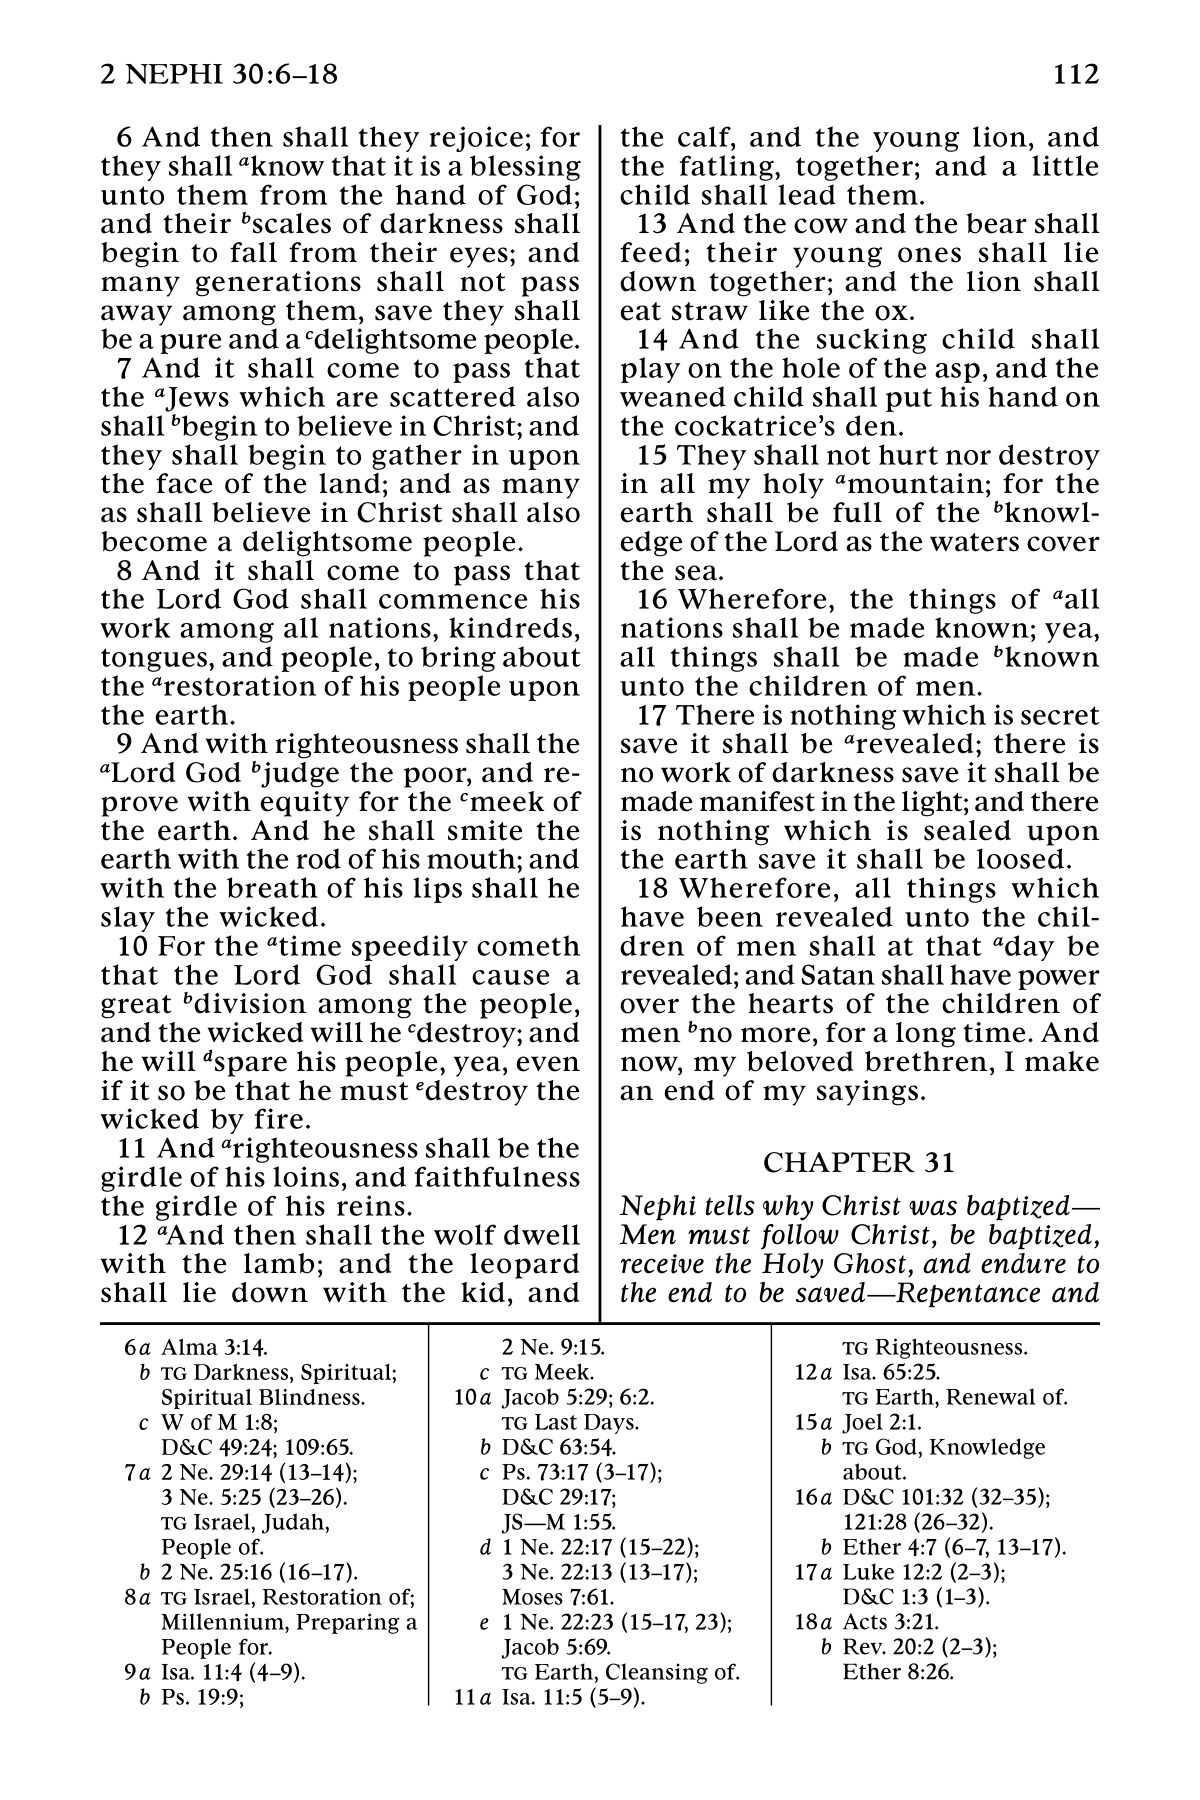 2 NEPHI 30:6–18
112
6 And then shall they rejoice; for
they shall aknow that it is a blessing
unto them from the hand of God;
and their bscales of darkness shall
begin to fall from their eyes; and
many generations shall not pass
away among them, save they shall
be a pure and a cdelightsome people.
7 And it shall come to pass that
the aJews which are scattered also
shall bbegin to believe in Christ; and
they shall begin to gather in upon
the face of the land; and as many
as shall believe in Christ shall also
become a delightsome people.
8 And it shall come to pass that
the Lord God shall commence his
work among all nations, kindreds,
tongues, and people, to bring about
the arestoration of his people upon
the earth.
9 And with righteousness shall the
aLord God bjudge the poor, and re-
prove with equity for the cmeek of
the earth. And he shall smite the
earth with the rod of his mouth; and
with the breath of his lips shall he
slay the wicked.
10 For the atime speedily cometh
that the Lord God shall cause a
great bdivision among the people,
and the wicked will he cdestroy; and
he will dspare his people, yea, even
if it so be that he must edestroy the
wicked by fire.
11 And arighteousness shall be the
girdle of his loins, and faithfulness
the girdle of his reins.
12 aAnd then shall the wolf dwell
with the lamb; and the leopard
shall lie down with the kid, and
the calf, and the young lion, and
the fatling, together; and a little
child shall lead them.
13 And the cow and the bear shall
feed; their young ones shall lie
down together; and the lion shall
eat straw like the ox.
14 And the sucking child shall
play on the hole of the asp, and the
weaned child shall put his hand on
the cockatrice’s den.
15 They shall not hurt nor destroy
in all my holy amountain; for the
earth shall be full of the bknowl-
edge of the Lord as the waters cover
the sea.
16 Wherefore, the things of aall
nations shall be made known; yea,
all things shall be made bknown
unto the children of men.
17 There is nothing which is secret
save it shall be arevealed; there is
no work of darkness save it shall be
made manifest in the light; and there
is nothing which is sealed upon
the earth save it shall be loosed.
18 Wherefore, all things which
have been revealed unto the chil-
dren of men shall at that aday be
revealed; and Satan shall have power
over the hearts of the children of
men bno more, for a long time. And
now, my beloved brethren, I make
an end of my sayings.
CHAPTER 31
Nephi tells why Christ was baptized—
Men must follow Christ, be baptized,
receive the Holy Ghost, and endure to
the end to be saved—Repentance and
6a Alma 3:14.
b TG Darkness, Spiritual;
Spiritual Blindness.
c W of M 1:8;
D&C 49:24; 109:65.
7a 2 Ne. 29:14 (13–14);
3 Ne. 5:25 (23–26).
TG Israel, Judah,
People of.
b 2 Ne. 25:16 (16–17).
8a TG Israel, Restoration of;
Millennium, Preparing a
People for.
9a Isa. 11:4 (4–9).
b Ps. 19:9;
2 Ne. 9:15.
c TG Meek.
10a Jacob 5:29; 6:2.
TG Last Days.
b D&C 63:54.
c Ps. 73:17 (3–17);
D&C 29:17;
JS—M 1:55.
d 1 Ne. 22:17 (15–22);
3 Ne. 22:13 (13–17);
Moses 7:61.
e 1 Ne. 22:23 (15–17, 23);
Jacob 5:69.
TG Earth, Cleansing of.
11a Isa. 11:5 (5–9).
TG Righteousness.
12a Isa. 65:25.
TG Earth, Renewal of.
15a Joel 2:1.
b TG God, Knowledge
about.
16a D&C 101:32 (32–35);
121:28 (26–32).
b Ether 4:7 (6–7, 13–17).
17a Luke 12:2 (2–3);
D&C 1:3 (1–3).
18a Acts 3:21.
b Rev. 20:2 (2–3);
Ether 8:26.